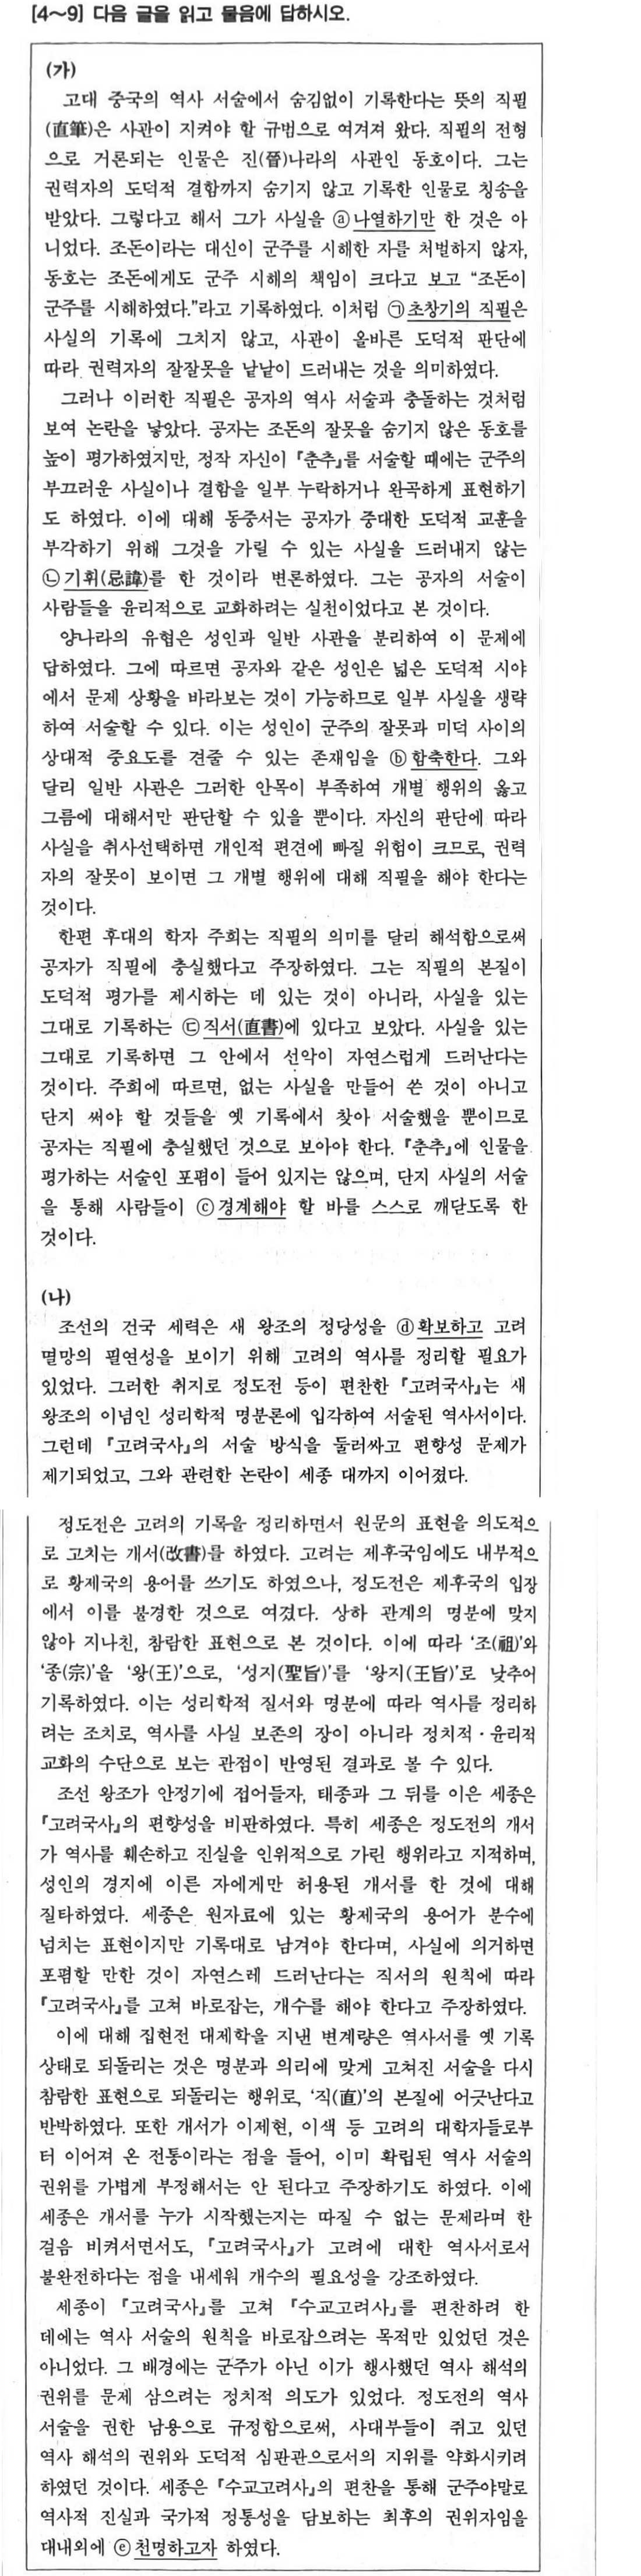 [4~9] 다음 글을 읽고 물음에 답하시오.
(가)
고대 중국의 역사 서술에서 숨김없이 기록한다는 뜻의 직필
(直筆)은 사관이 지켜야 할 규범으로 여겨져 왔다. 직필의 전형
으로 거론되는 인물은 진(晉)나라의 사관인 동호이다. 그는
권력자의 도덕적 결함까지 숨기지 않고 기록한 인물로 칭송을
받았다. 그렇다고 해서 그가 사실을 ⓐ나열하기만 한 것은 아
니었다. 조돈이라는 대신이 군주를 시해한 자를 처벌하지 않자,
동호는 조돈에게도 군주 시해의 책임이 크다고 보고 “조돈이
군주를 시해하였다.”라고 기록하였다. 이처럼 ㉠초창기의 직필은
사실의 기록에 그치지 않고, 사관이 올바른 도덕적 판단에
따라 권력자의 잘잘못을 낱낱이 드러내는 것을 의미하였다.
그러나 이러한 직필은 공자의 역사 서술과 충돌하는 것처럼
보여 논란을 낳았다. 공자는 조돈의 잘못을 숨기지 않은 동호를
높이 평가하였지만, 정작 자신이 『춘추』를 서술할 때에는 군주의
부끄러운 사실이나 결함을 일부 누락하거나 완곡하게 표현하기
도 하였다. 이에 대해 동중서는 공자가 중대한 도덕적 교훈을
부각하기 위해 그것을 가릴 수 있는 사실을 드러내지 않는
㉡기휘(忌諱)를 한 것이라 변론하였다. 그는 공자의 서술이
사람들을 윤리적으로 교화하려는 실천이었다고 본 것이다.
양나라의 유협은 성인과 일반 사관을 분리하여 이 문제에
답하였다. 그에 따르면 공자와 같은 성인은 넓은 도덕적 시야
에서 문제 상황을 바라보는 것이 가능하므로 일부 사실을 생략
하여 서술할 수 있다. 이는 성인이 군주의 잘못과 미덕 사이의
상대적 중요도를 견줄 수 있는 존재임을 ⓑ함축한다. 그와
달리 일반 사관은 그러한 안목이 부족하여 개별 행위의 옳고
그름에 대해서만 판단할 수 있을 뿐이다. 자신의 판단에 따라
사실을 취사선택하면 개인적 편견에 빠질 위험이 크므로, 권력
자의 잘못이 보이면 그 개별 행위에 대해 직필을 해야 한다는
것이다.
한편 후대의 학자 주희는 직필의 의미를 달리 해석함으로써
공자가 직필에 충실했다고 주장하였다. 그는 직필의 본질이
도덕적 평가를 제시하는 데 있는 것이 아니라, 사실을 있는
그대로 기록하는 ㉢직서(直書)에 있다고 보았다. 사실을 있는
그대로 기록하면 그 안에서 선악이 자연스럽게 드러난다는
것이다. 주희에 따르면, 없는 사실을 만들어 쓴 것이 아니고
단지 써야 할 것들을 옛 기록에서 찾아 서술했을 뿐이므로
공자는 직필에 충실했던 것으로 보아야 한다. 『춘추』에 인물을
평가하는 서술인 포폄이 들어 있지는 않으며, 단지 사실의 서술
을 통해 사람들이 ⓒ경계해야 할 바를 스스로 깨닫도록 한
것이다.
(나)
조선의 건국 세력은 새 왕조의 정당성을 ⓓ확보하고 고려
멸망의 필연성을 보이기 위해 고려의 역사를 정리할 필요가
있었다. 그러한 취지로 정도전 등이 편찬한 『고려국사』는 새
왕조의 이념인 성리학적 명분론에 입각하여 서술된 역사서이다.
그런데 『고려국사』의 서술 방식을 둘러싸고 편향성 문제가
제기되었고, 그와 관련한 논란이 세종 대까지 이어졌다.
정도전은 고려의 기록을 정리하면서 원문의 표현을 의도적으
로 고치는 개서(改書)를 하였다. 고려는 제후국임에도 내부적으
로 황제국의 용어를 쓰기도 하였으나, 정도전은 제후국의 입장
에서 이를 불경한 것으로 여겼다. 상하 관계의 명분에 맞지
않아 지나친, 참람한 표현으로 본 것이다. 이에 따라 ‘조(祖)’와
‘종(宗)’을 ‘왕(王)’으로, ‘성지(聖旨)’를 ‘왕지(王旨)’로 낮추어
기록하였다. 이는 성리학적 질서와 명분에 따라 역사를 정리하
려는 조치로, 역사를 사실 보존의 장이 아니라 정치적·윤리적
교화의 수단으로 보는 관점이 반영된 결과로 볼 수 있다.
조선 왕조가 안정기에 접어들자, 태종과 그 뒤를 이은 세종은
『고려국사』의 편향성을 비판하였다. 특히 세종은 정도전의 개서
가 역사를 훼손하고 진실을 인위적으로 가린 행위라고 지적하며,
성인의 경지에 이른 자에게만 허용된 개서를 한 것에 대해
질타하였다. 세종은 원자료에 있는 황제국의 용어가 분수에
넘치는 표현이지만 기록대로 남겨야 한다며, 사실에 의거하면
포폄할 만한 것이 자연스레 드러난다는 직서의 원칙에 따라
『고려국사』를 고쳐 바로잡는, 개수를 해야 한다고 주장하였다.
이에 대해 집현전 대제학을 지낸 변계량은 역사서를 옛 기록
상태로 되돌리는 것은 명분과 의리에 맞게 고쳐진 서술을 다시
참람한 표현으로 되돌리는 행위로, ‘직(直)’의 본질에 어긋난다고
반박하였다. 또한 개서가 이제현, 이색 등 고려의 대학자들로부
터 이어져 온 전통이라는 점을 들어, 이미 확립된 역사 서술의
권위를 가볍게 부정해서는 안 된다고 주장하기도 하였다. 이에
세종은 개서를 누가 시작했는지는 따질 수 없는 문제라며 한
걸음 비켜서면서도, 『고려국사』가 고려에 대한 역사서로서
불완전하다는 점을 내세워 개수의 필요성을 강조하였다.
세종이 『고려국사』를 고쳐 『수교고려사』를 편찬하려 한
데에는 역사 서술의 원칙을 바로잡으려는 목적만 있었던 것은
아니었다. 그 배경에는 군주가 아닌 이가 행사했던 역사 해석의
권위를 문제 삼으려는 정치적 의도가 있었다. 정도전의 역사
서술을 권한 남용으로 규정함으로써, 사대부들이 쥐고 있던
역사 해석의 권위와 도덕적 심판관으로서의 지위를 약화시키려
하였던 것이다. 세종은 『수교고려사』의 편찬을 통해 군주야말로
역사적 진실과 국가적 정통성을 담보하는 최후의 권위자임을
대내외에 ⓔ천명하고자 하였다.